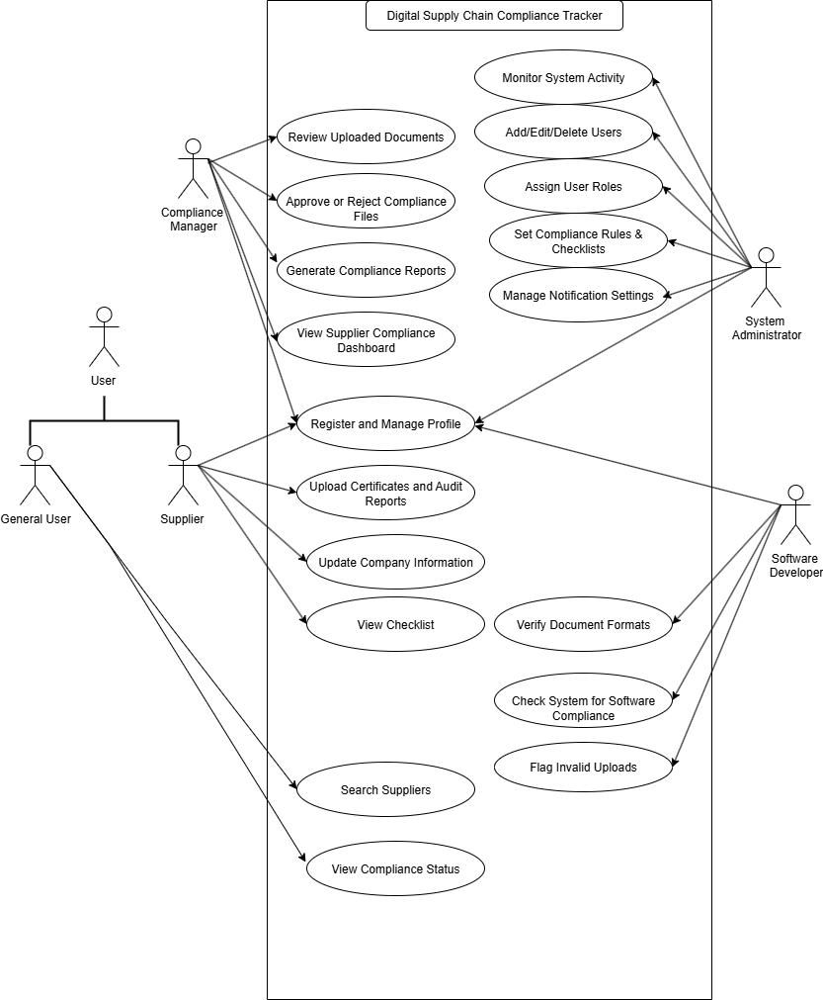 Digital Supply Chain Compliance Tracker
Monitor System Activity
Add/Edit/Delete Users
Review Uploaded Documents
Assign User Roles
Approve or Reject Compliance
Files
Compliance
Manager
Set Compliance Rules &
Checklists
Generate Compliance Reports
Manage Notification Settings
System
Administrator
View Supplier Compliance
Dashboard
User
Register and Manage Profile
Upload Certificates and Audit
Reports
General User
Supplier
Update Company Information
Software
Developer
View Checklist
Verify Document Formats
Check System for Software
Compliance
Flag Invalid Uploads
Search Suppliers
View Compliance Status